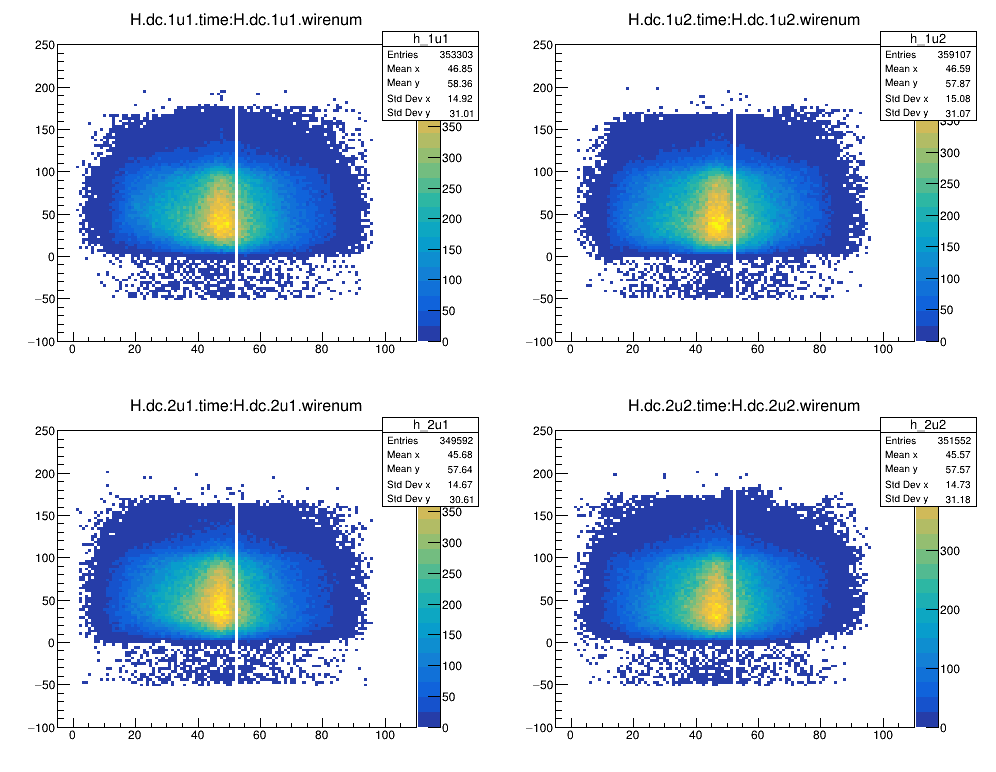 H.dc.1u1.time:H.dc.1u1.wirenum
h_1u1
Entries 353303
Mean x 46.85
Mean y 58.36
Std Dev x 14.92
Std Dev y 31.01
250
200
150
100
50
0
−50
−100
0 20 40 60 80 100
350
300
250
200
150
100
50
0
H.dc.1u2.time:H.dc.1u2.wirenum
h_1u2
Entries 359107
Mean x 46.59
Mean y 57.87
Std Dev x 15.08
Std Dev y 31.07
250
200
150
100
50
0
−50
−100
0 20 40 60 80 100
350
300
250
200
150
100
50
0
H.dc.2u1.time:H.dc.2u1.wirenum
h_2u1
Entries 349592
Mean x 45.68
Mean y 57.64
Std Dev x 14.67
Std Dev y 30.61
250
200
150
100
50
0
−50
−100
0 20 40 60 80 100
350
300
250
200
150
100
50
0
H.dc.2u2.time:H.dc.2u2.wirenum
h_2u2
Entries 351552
Mean x 45.57
Mean y 57.57
Std Dev x 14.73
Std Dev y 31.18
250
200
150
100
50
0
−50
−100
0 20 40 60 80 100
300
200
100
0